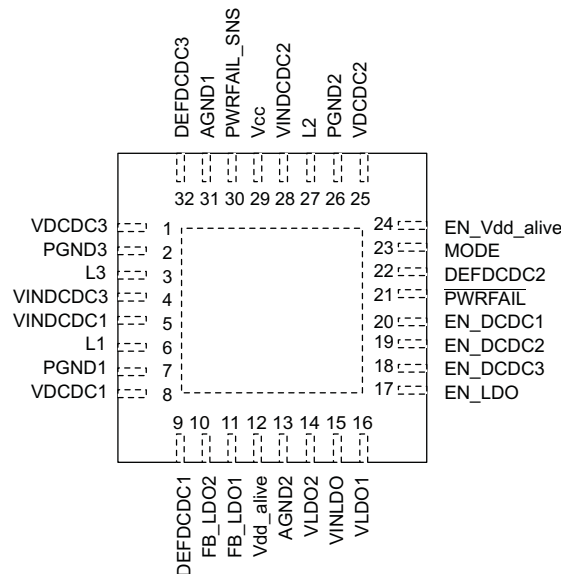 DEFDCDC3
AGND1
PWRFAIL_SNS
Vcc
VINDCDC2
L2
PGND2
VDCDC2
32 31 30 29 28 27 26 25
VDCDC3 1
PGND3 2
L3 3
VINDCDC3 4
VINDCDC1 5
L1 6
PGND1 7
VDCDC1 8
24 EN_Vdd_alive
23 MODE
22 DEFDCDC2
21 PWRFAIL
20 EN_DCDC1
19 EN_DCDC2
18 EN_DCDC3
17 EN_LDO
9 10 11 12 13 14 15 16
DEFDCDC1
FB_LDO2
FB_LDO1
Vdd_alive
AGND2
VLDO2
VINLDO
VLDO1